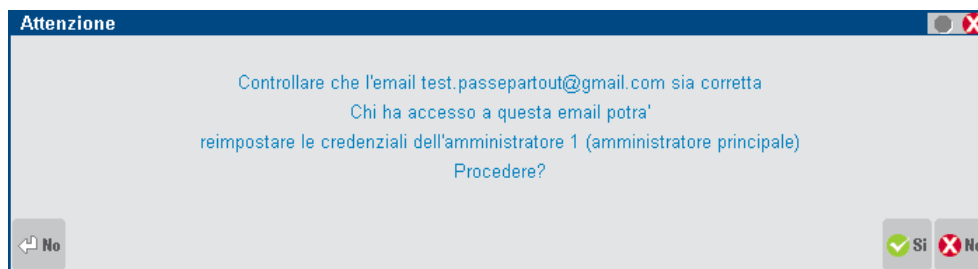 Attenzione
Controllare che l'email test.passepartout@gmail.com sia corretta
Chi ha accesso a questa email potra'
reimpostare le credenziali dell'amministratore 1 (amministratore principale)
Procedere?
No Si No